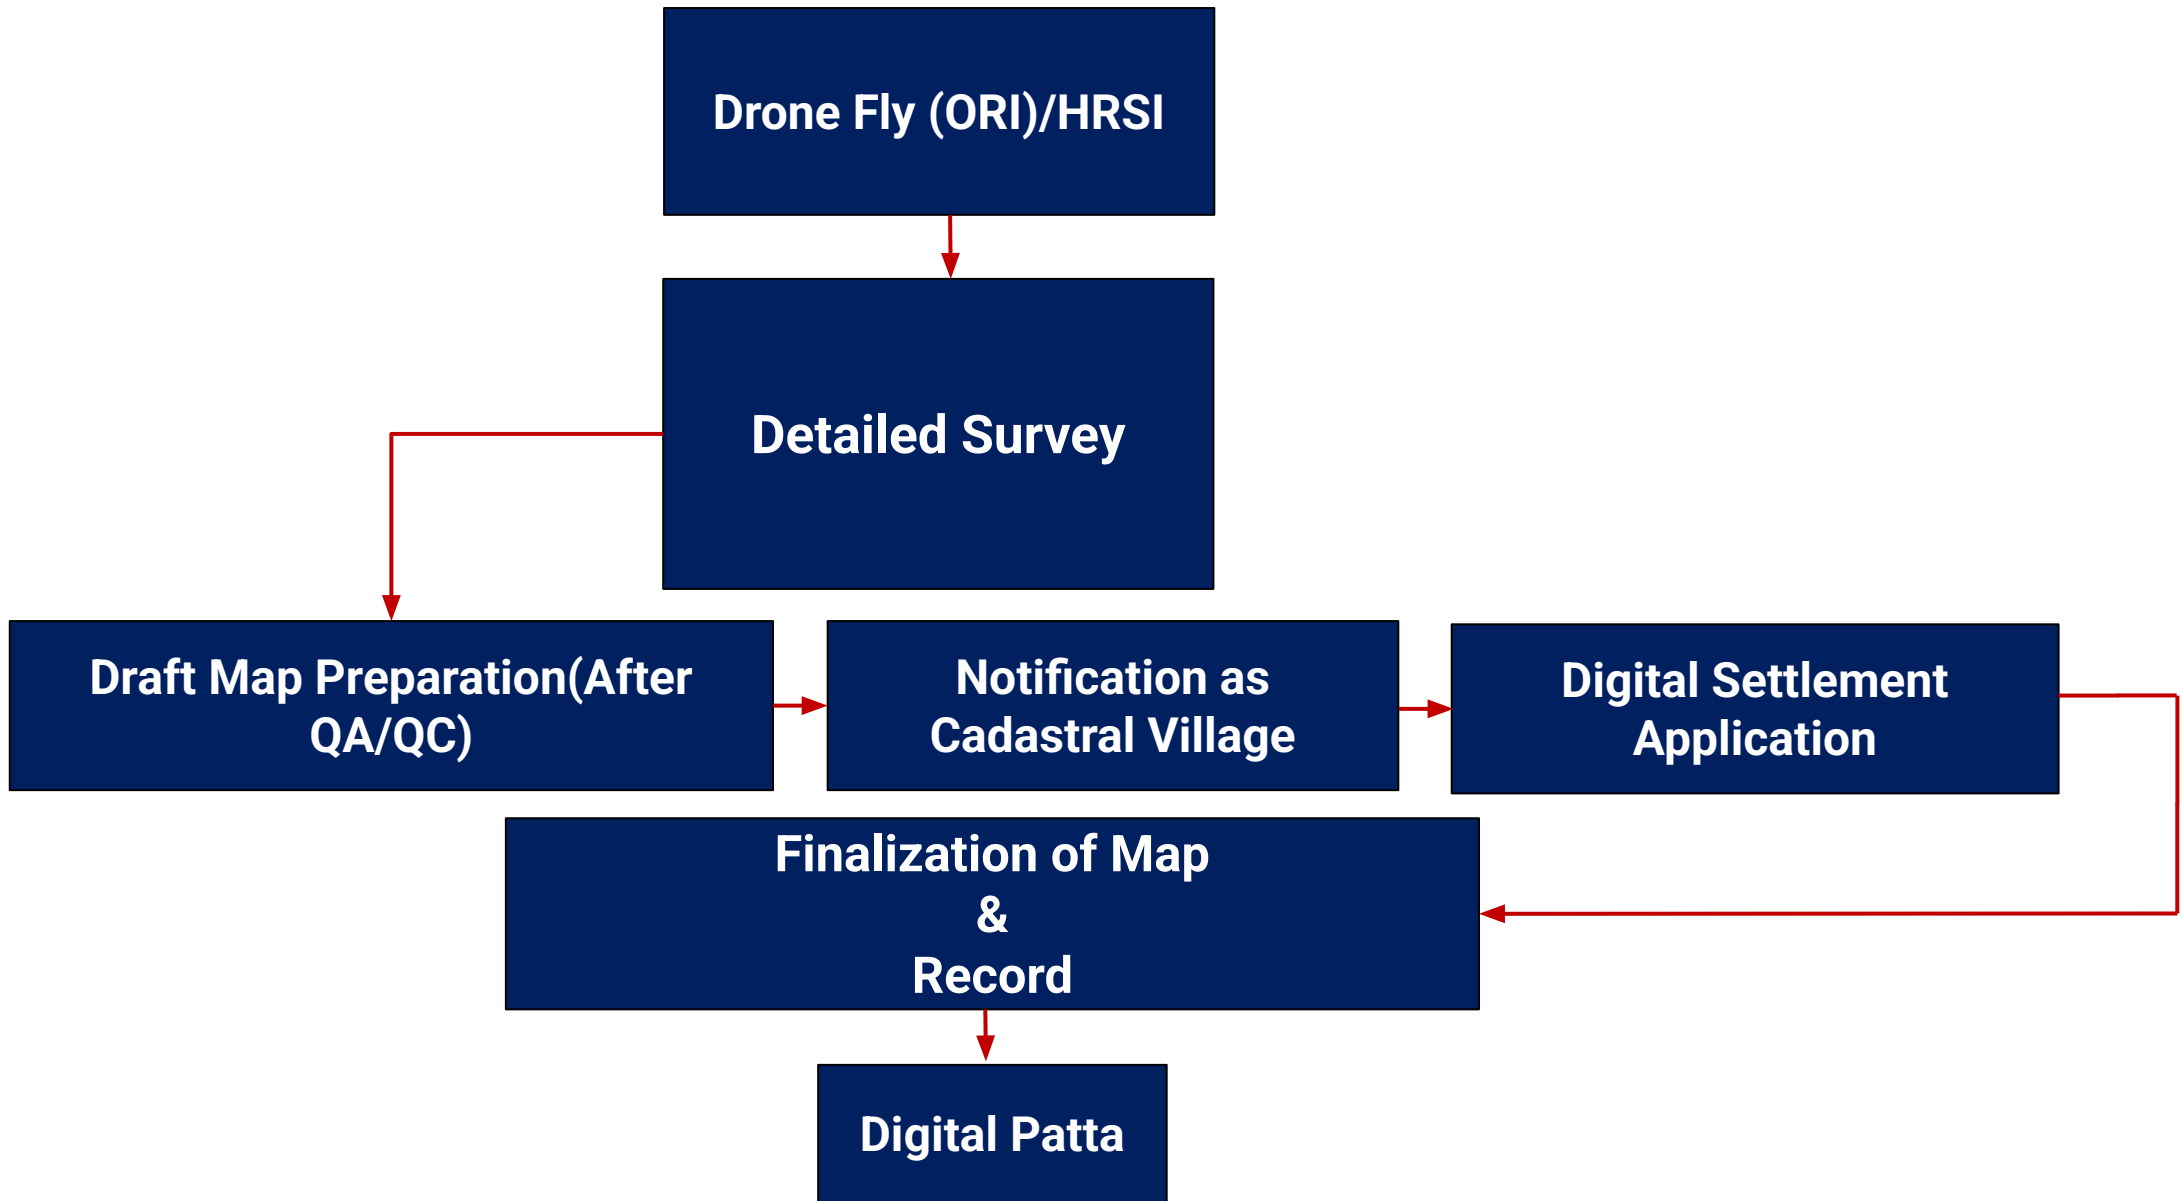 Drone Fly (ORI)/HRSI
Detailed Survey
Draft Map Preparation(After
QA/QC)
Notification as
Cadastral Village
Digital Settlement
Application
Finalization of Map
&
Record
Digital Patta